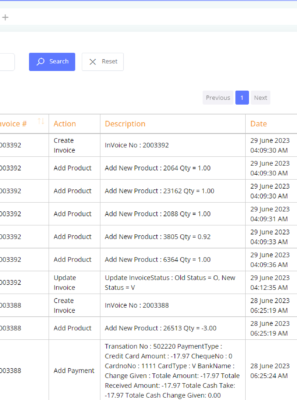 +
Search
Reset
Previous 1 Next
nvoice # Action Description Date
2003392 Create Invoice InVoice No : 2003392 29 June 2023 04:09:30 AM
2003392 Add Product Add New Product : 2064 Qty = 1.00 29 June 2023 04:09:30 AM
2003392 Add Product Add New Product : 23162 Qty = 1.00 29 June 2023 04:09:30 AM
2003392 Add Product Add New Product : 2088 Qty = 1.00 29 June 2023 04:09:31 AM
2003392 Add Product Add New Product : 3805 Qty = 0.92 29 June 2023 04:09:33 AM
2003392 Add Product Add New Product : 6364 Qty = 1.00 29 June 2023 04:09:36 AM
2003392 Update Invoice Update InvoiceStatus : Old Status = O, New Status = V 29 June 2023 04:12:35 AM
2003388 Create Invoice InVoice No : 2003388 28 June 2023 06:25:19 AM
2003388 Add Product Add New Product : 26513 Qty = -3.00 28 June 2023 06:25:19 AM
2003388 Add Payment Transation No : 502220 PaymentType :
Credit Card Amount : -17.97 ChequeNo : 0
CardnoNo : 1111 CardType : V BankName :
Change Given : Totale Amount: -17.97 Totale
Received Amount: -17.97 Totale Cash Take:
-17.97 Totale Cash Change Given: 0.00
28 June 2023
06:25:24 AM